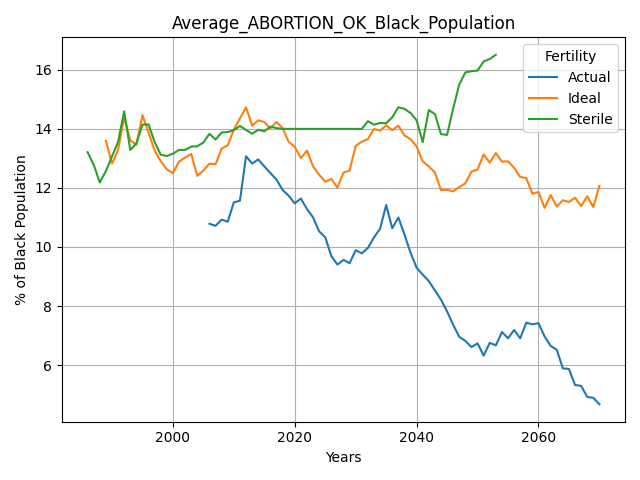 Average_ABORTION_OK_Black_Population
Fertility
Actual
Ideal
Sterile
% of Black Population
16
14
12
10
8
6
2000
2020
2040
2060
Years